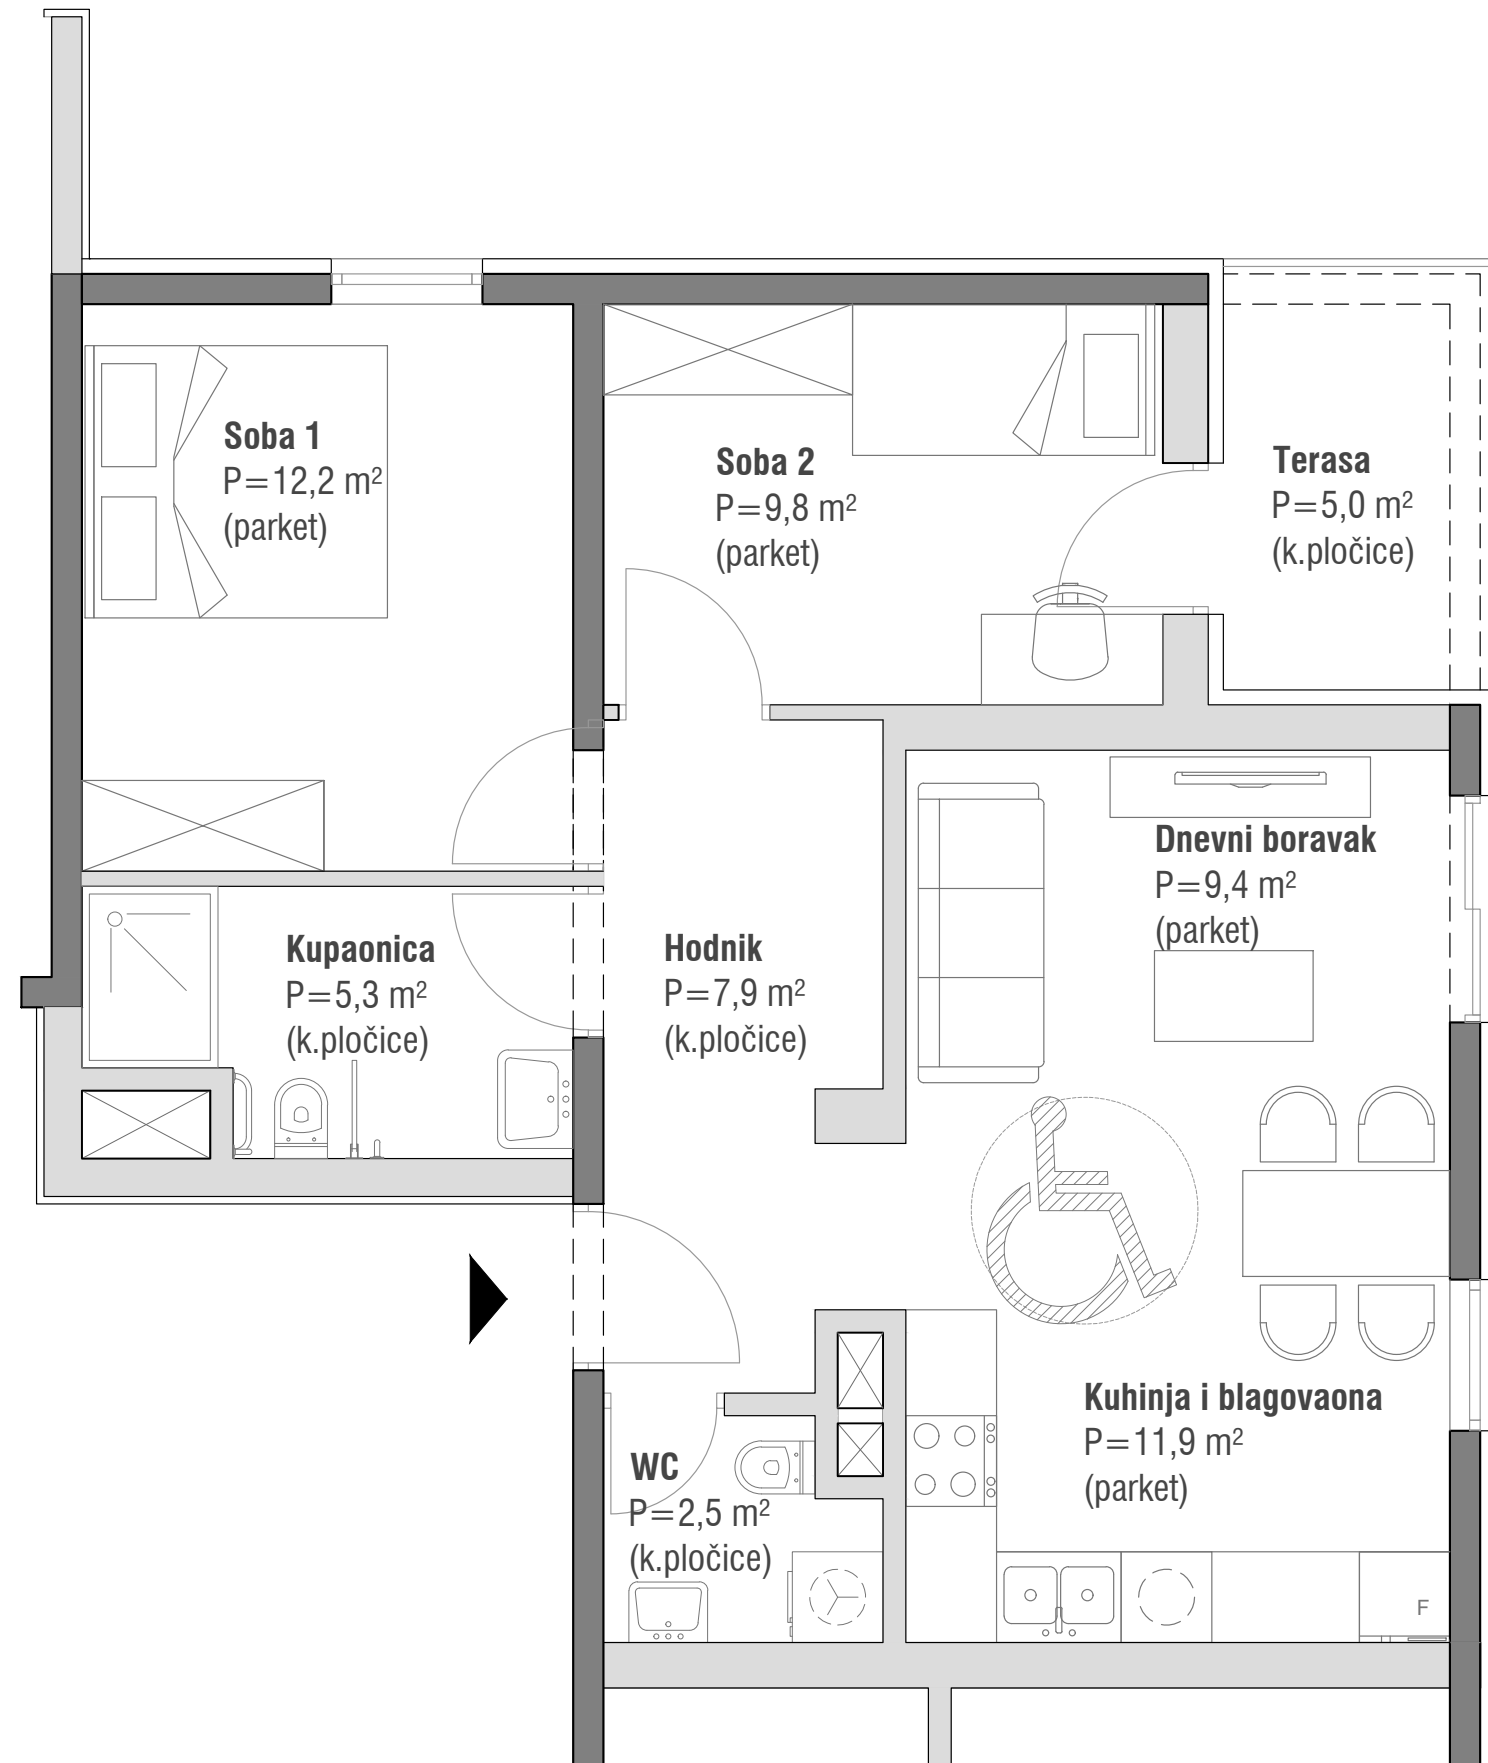 Soba 1
P=12,2 m²
(parket)
Soba 2
P=9,8 m²
(parket)
Terasa
P=5,0 m²
(k.pločice)
Dnevni boravak
P=9,4 m²
(parket)
Kupaonica
P=5,3 m²
(k.pločice)
Hodnik
P=7,9 m²
(k.pločice)
Kuhinja i blagovaona
P=11,9 m²
(parket)
WC
P=2,5 m²
(k.pločice)
F